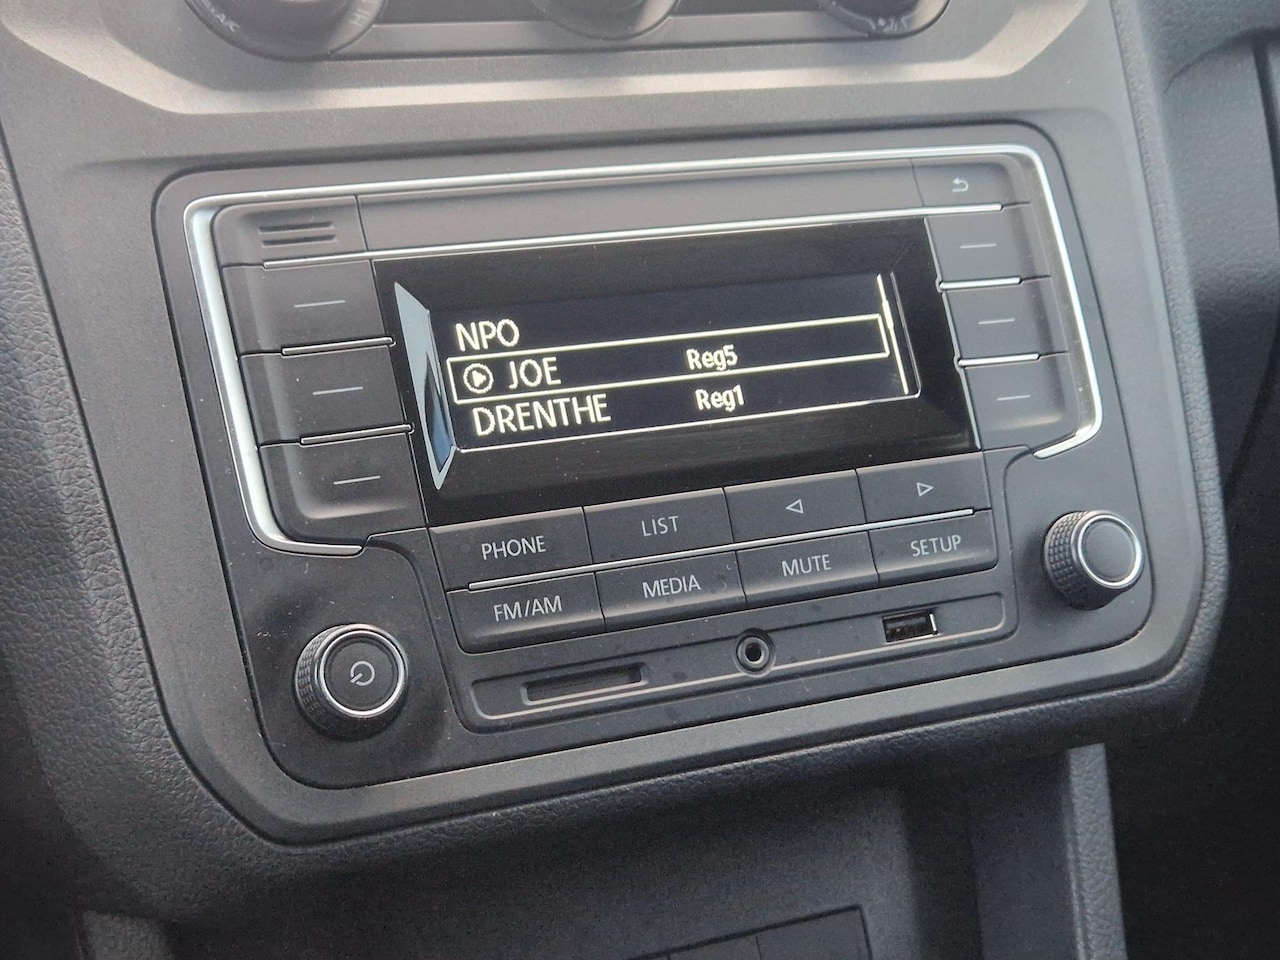 NPO
JOE Reg5
DRENTHE Reg1
PHONE LIST
FM/AM MEDIA MUTE SETUP